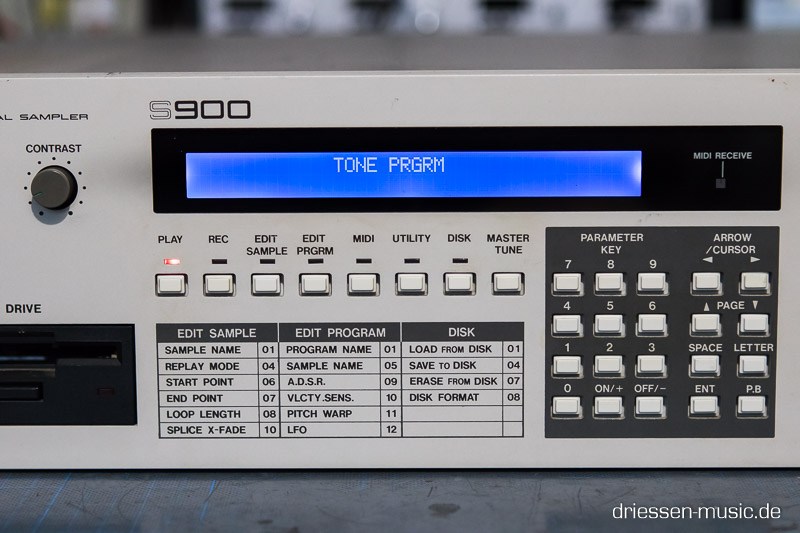 AL SAMPLER
S900
CONTRAST
TONE PRGRM
MIDI RECEIVE
PLAY
REC
EDIT SAMPLE
EDIT PRGRM
MIDI
UTILITY
DISK
MASTER TUNE
PARAMETER KEY
ARROW /CURSOR
◄ ►
7 8 9
4 5 6
▲ PAGE ▼
1 2 3
SPACE LETTER
0 ON/+ OFF/−
ENT P.B
DRIVE
EDIT SAMPLE EDIT PROGRAM DISK
SAMPLE NAME 01 PROGRAM NAME 01 LOAD FROM DISK 01
REPLAY MODE 04 SAMPLE NAME 05 SAVE TO DISK 04
START POINT 06 A.D.S.R. 09 ERASE FROM DISK 07
END POINT 07 VLCTY.SENS. 10 DISK FORMAT 08
LOOP LENGTH 08 PITCH WARP 11
SPLICE X-FADE 10 LFO 12
driessen-music.de